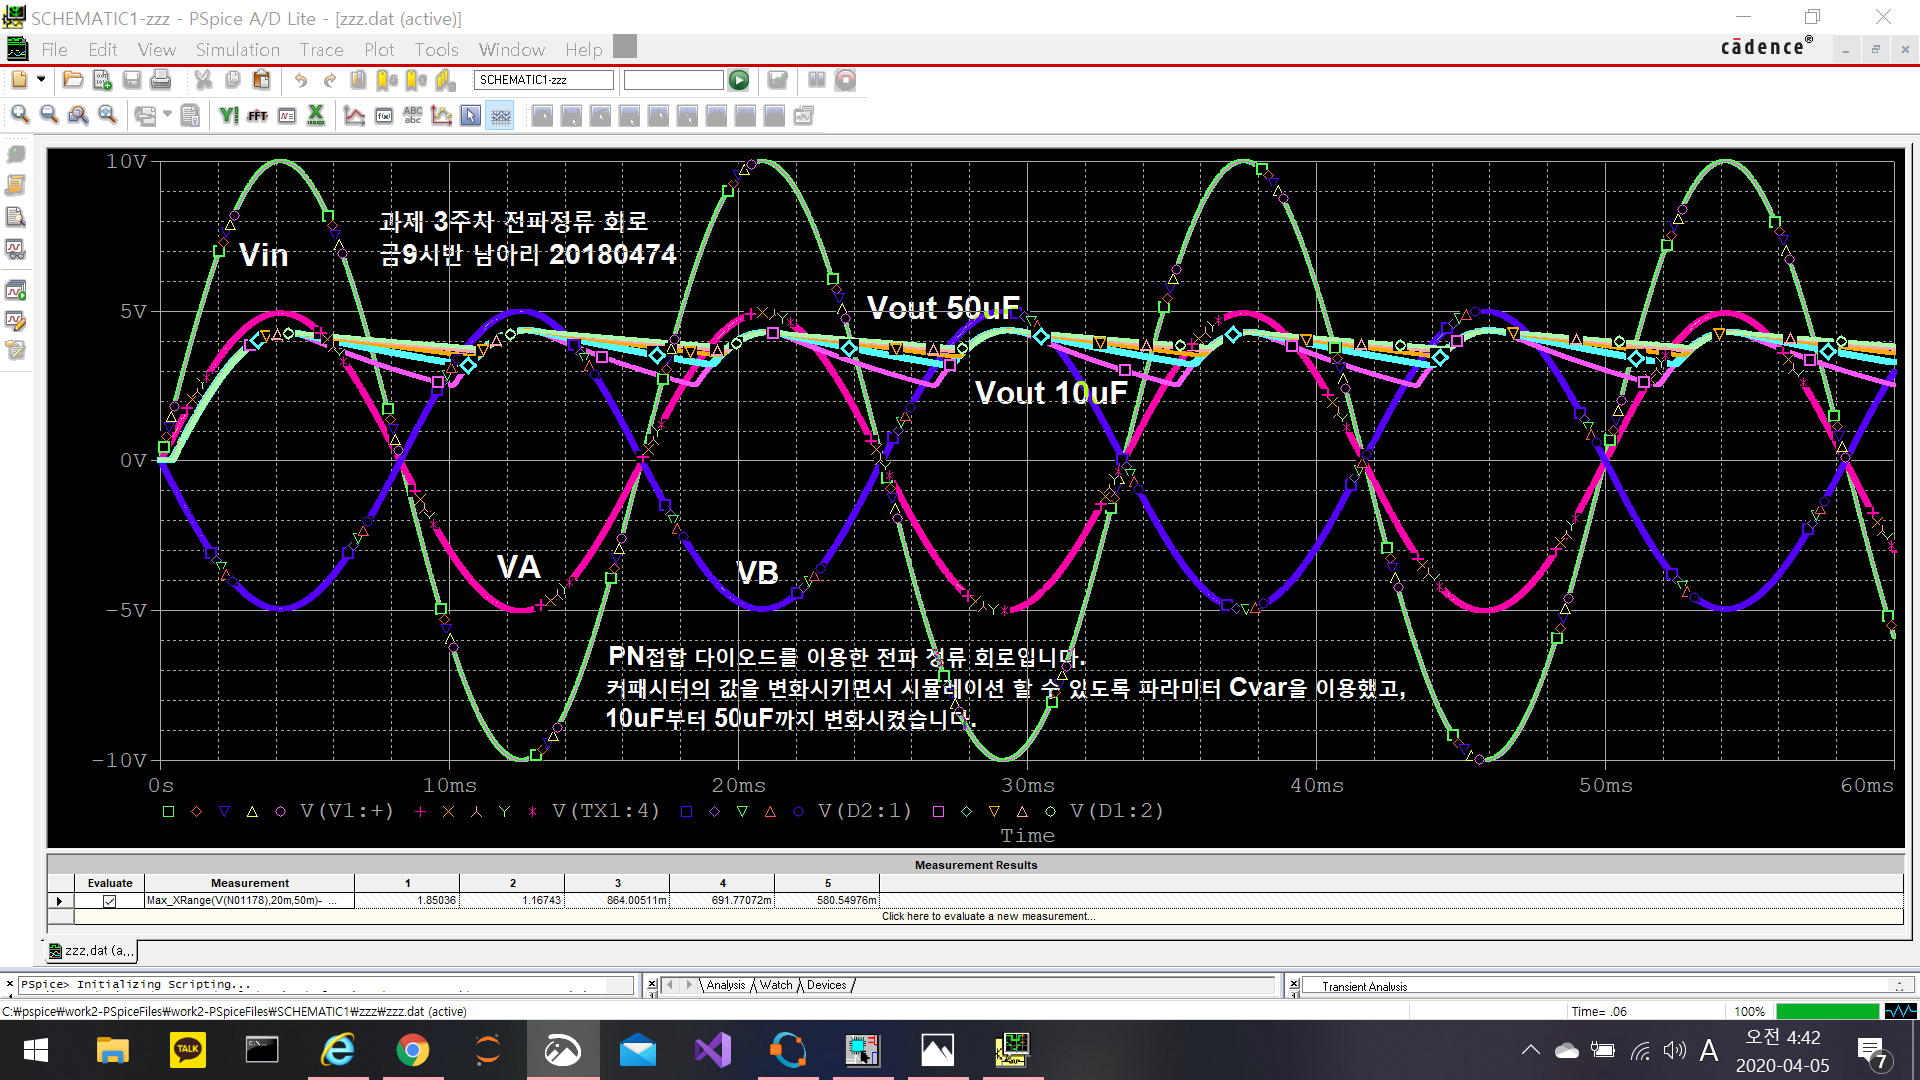 SCHEMATIC1-zzz - PSpice A/D Lite - [zzz.dat (active)]
File Edit View Simulation Trace Plot Tools Window Help
cādence®
SCHEMATIC1-zzz
10V
5V
0V
-5V
-10V
과제 3주차 전파정류 회로
금9시반 남아리 20180474
Vin
Vout 50uF
Vout 10uF
VA
VB
PN접합 다이오드를 이용한 전파 정류 회로입니다.
커패시터의 값을 변화시키면서 시뮬레이션 할 수 있도록 파라미터 Cvar을 이용했고,
10uF부터 50uF까지 변화시켰습니다.
0s 10ms 20ms 30ms 40ms 50ms 60ms
V(V1:+) V(TX1:4) V(D2:1) V(D1:2)
Time
Measurement Results
Evaluate Measurement 1 2 3 4 5
Max_XRange(V(N01178),20m,50m)- ... 1.85036 1.16743 864.00511m 691.77072m 580.54976m
Click here to evaluate a new measurement...
zzz.dat (a...
PSpice> Initializing Scripting...
Analysis Watch Devices
Transient Analysis
C:₩pspice₩work2-PSpiceFiles₩work2-PSpiceFiles₩SCHEMATIC1₩zzz₩zzz.dat (active)
Time= .06
100%
TALK
A
오전 4:42
2020-04-05
7